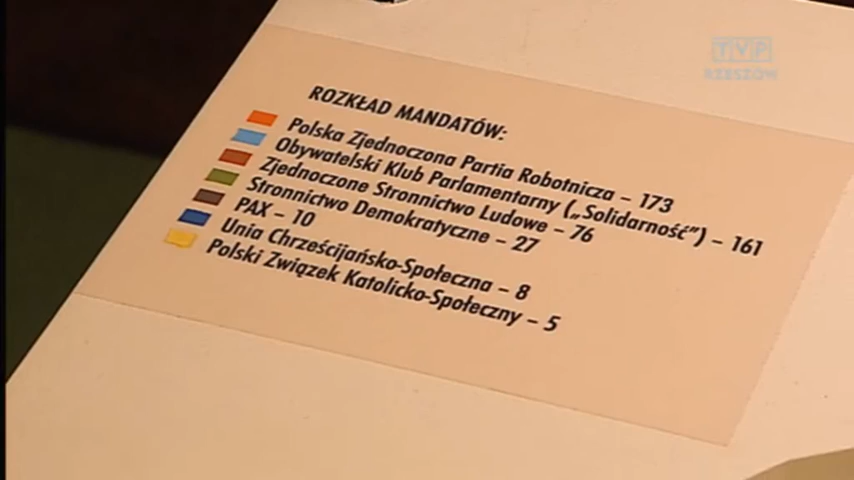 TVP
RZESZÓW
ROZKŁAD MANDATÓW:
Polska Zjednoczona Partia Robotnicza – 173
Obywatelski Klub Parlamentarny („Solidarność”) – 161
Zjednoczone Stronnictwo Ludowe – 76
Stronnictwo Demokratyczne – 27
PAX – 10
Unia Chrześcijańsko-Społeczna – 8
Polski Związek Katolicko-Społeczny – 5